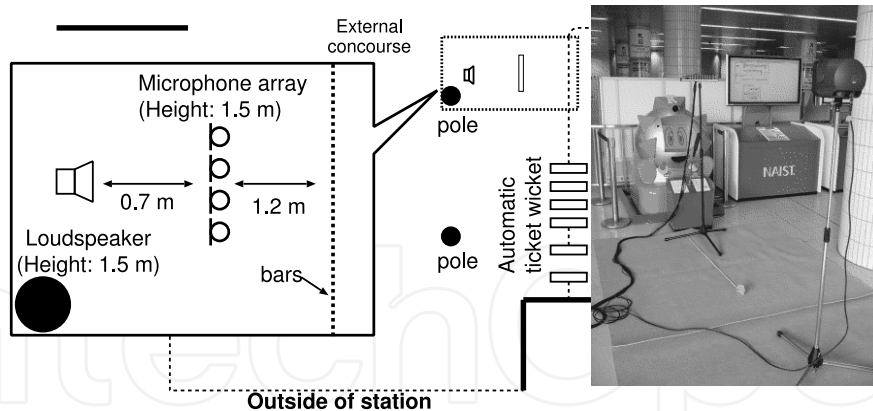 External
concourse
Microphone array
(Height: 1.5 m)
0.7 m
1.2 m
Loudspeaker
(Height: 1.5 m)
bars
pole
pole
Automatic
ticket wicket
Outside of station
NAIST